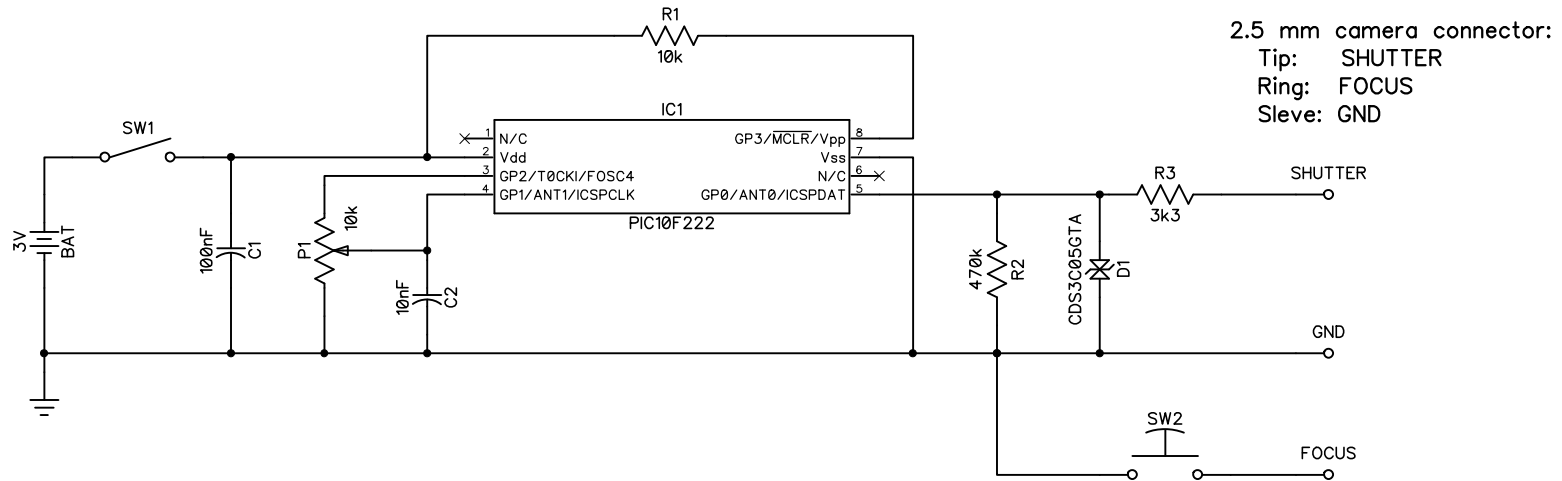 R1
10k
2.5 mm camera connector:
Tip: SHUTTER
Ring: FOCUS
Sleve: GND
SW1
IC1
1 N/C
2 Vdd
3 GP2/T0CKI/FOSC4
4 GP1/ANT1/ICSPCLK
GP3/MCLR/Vpp 8
Vss 7
N/C 6
GP0/ANT0/ICSPDAT 5
PIC10F222
3V
BAT
100nF
C1
P1
10k
10nF
C2
470k
R2
CDS3C05GTA
D1
R3
3k3
SHUTTER
GND
SW2
FOCUS